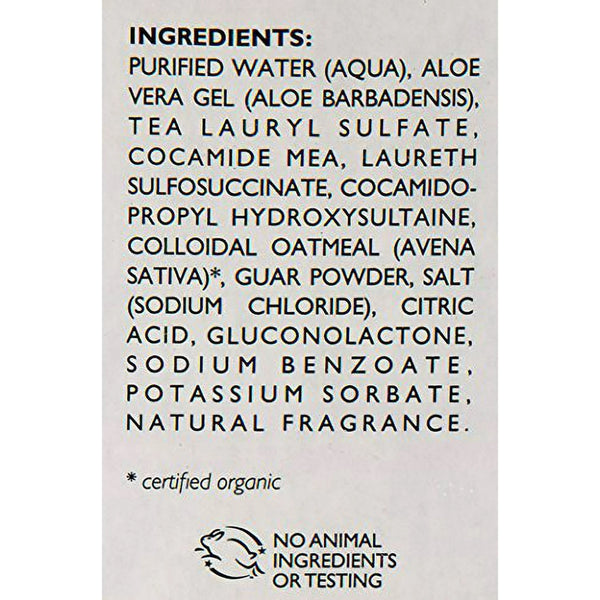 INGREDIENTS:
PURIFIED WATER (AQUA), ALOE
VERA GEL (ALOE BARBADENSIS),
TEA LAURYL SULFATE,
COCAMIDE MEA, LAURETH
SULFOSUCCINATE, COCAMIDO-
PROPYL HYDROXYSULTAINE,
COLLOIDAL OATMEAL (AVENA
SATIVA)*, GUAR POWDER, SALT
(SODIUM CHLORIDE), CITRIC
ACID, GLUCONOLACTONE,
SODIUM BENZOATE,
POTASSIUM SORBATE,
NATURAL FRAGRANCE.
* certified organic
NO ANIMAL
INGREDIENTS
OR TESTING